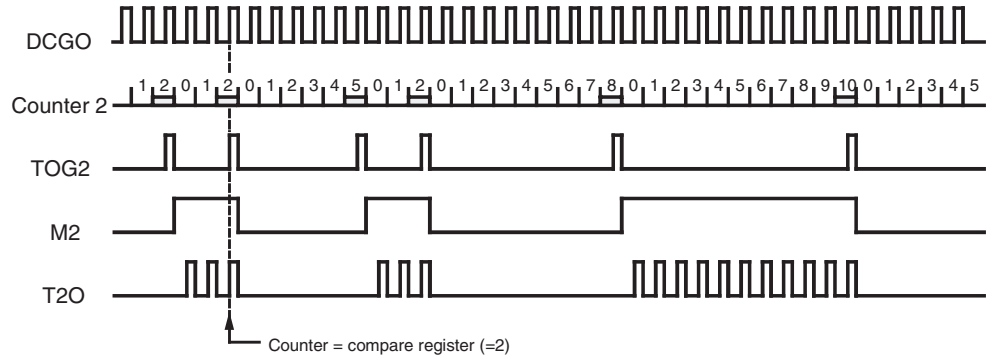 DCGO
Counter 2 1 2 0 1 2 0 1 2 3 4 5 0 1 2 0 1 2 3 4 5 6 7 8 0 1 2 3 4 5 6 7 8 9 10 0 1 2 3 4 5
TOG2
M2
T2O
Counter = compare register (=2)